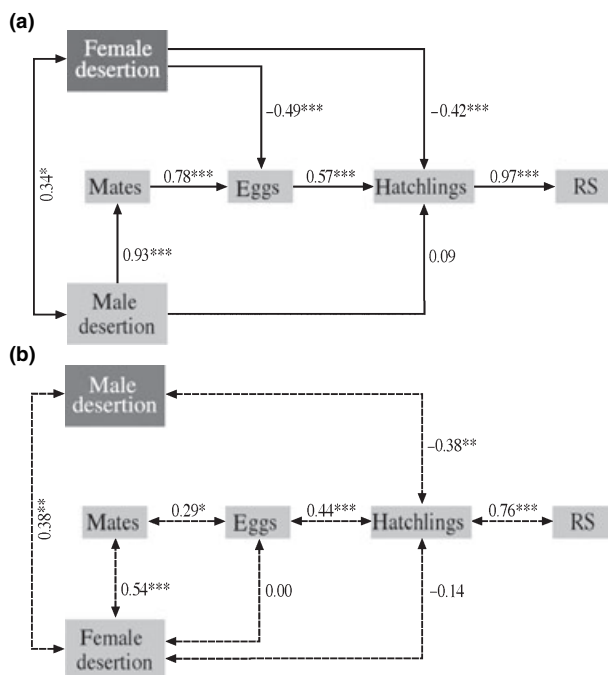 (a)
Female
desertion
−0.49***
−0.42***
0.34*
Mates
0.78***
Eggs
0.57***
Hatchlings
0.97***
RS
0.93***
0.09
Male
desertion
(b)
Male
desertion
−0.38**
0.38**
Mates
0.29*
Eggs
0.44***
Hatchlings
0.76***
RS
0.54***
0.00
−0.14
Female
desertion